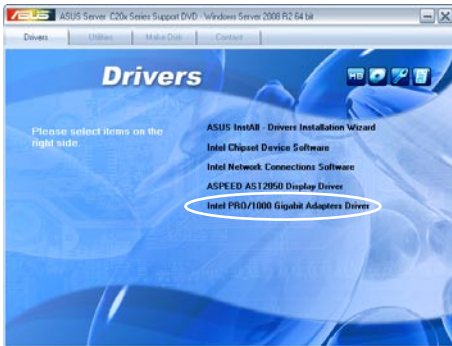 ASUS ASUS Server C20x Series Support DVD - Windows Server 2008 R2 64 bit
Drivers Utilities Make Disk Contact
Drivers
Please select items on the
right side.
ASUS InstAll - Drivers Installation Wizard
Intel Chipset Device Software
Intel Network Connections Software
ASPEED AST2050 Display Driver
Intel PRO/1000 Gigabit Adapters Driver